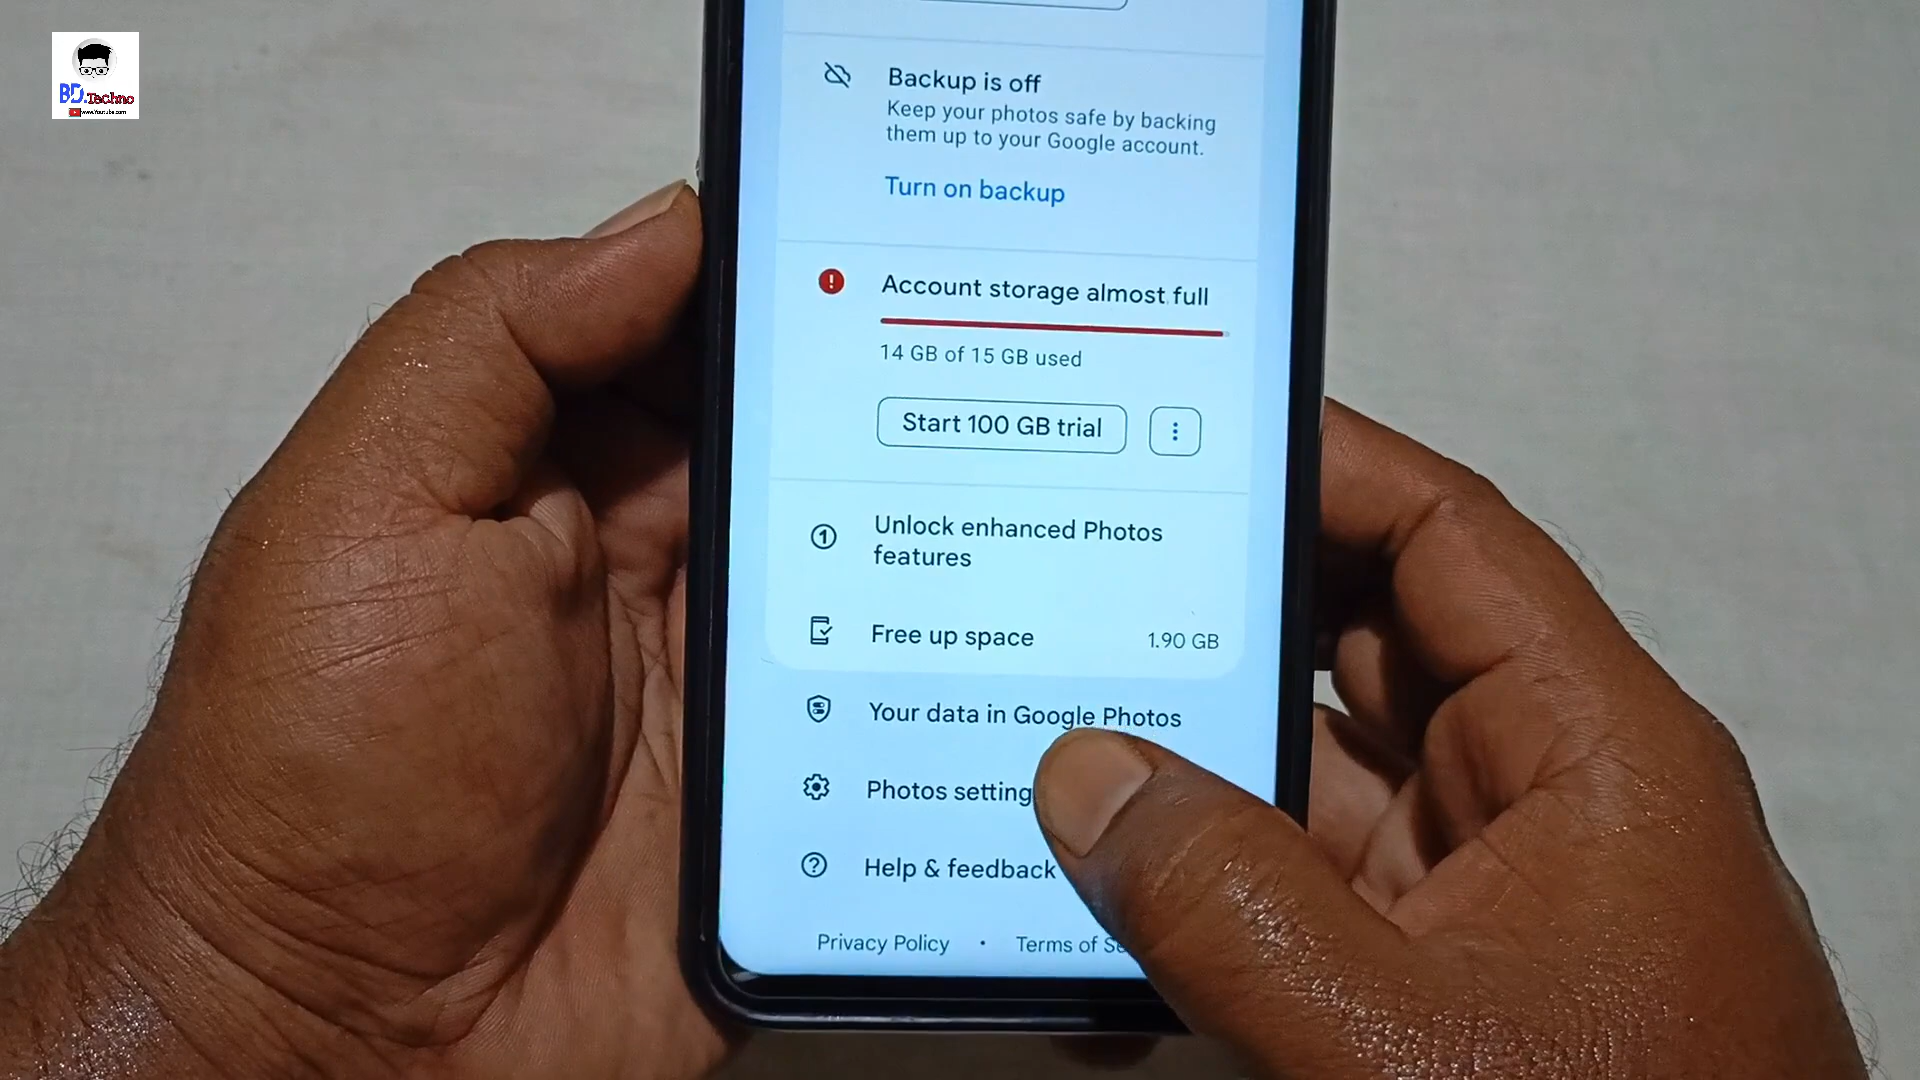 BD.Techno
www.Youtube.com
Backup is off
Keep your photos safe by backing
them up to your Google account.
Turn on backup
Account storage almost full
14 GB of 15 GB used
Start 100 GB trial
Unlock enhanced Photos
features
Free up space 1.90 GB
Your data in Google Photos
Photos setting
Help & feedback
Privacy Policy • Terms of